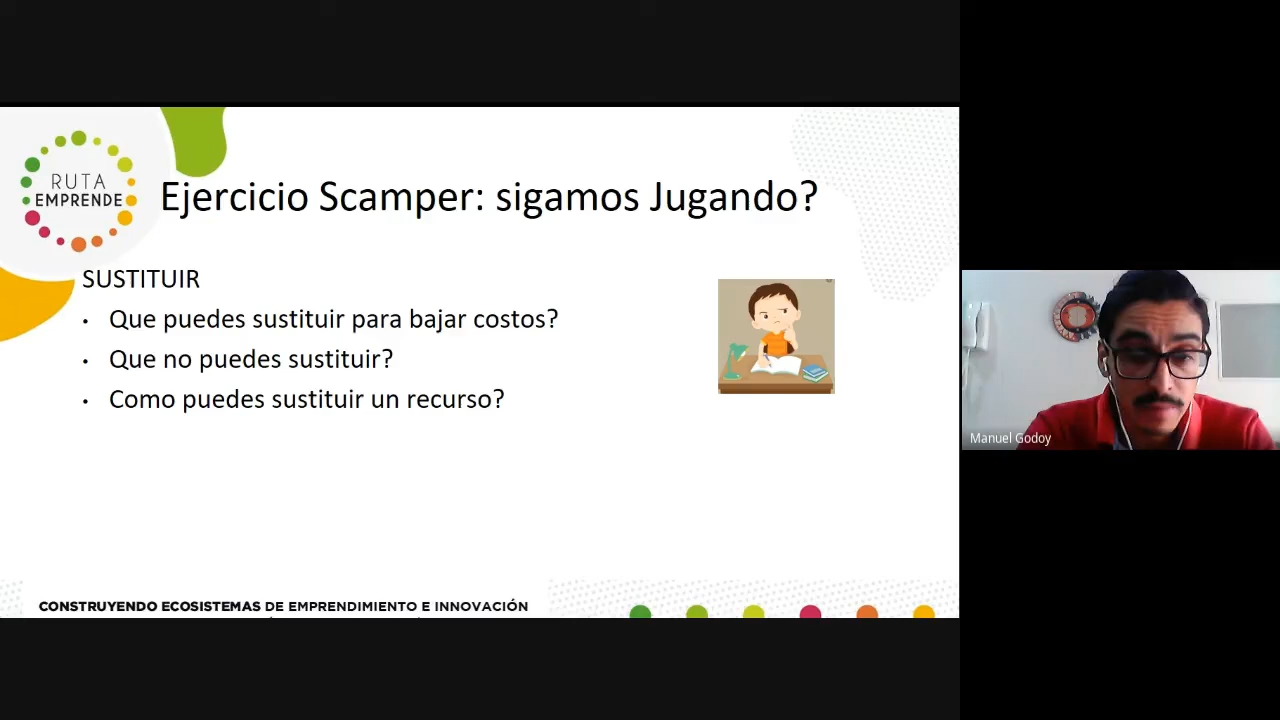 RUTA
EMPRENDE
Ejercicio Scamper: sigamos Jugando?
SUSTITUIR
• Que puedes sustituir para bajar costos?
• Que no puedes sustituir?
• Como puedes sustituir un recurso?
Manuel Godoy
CONSTRUYENDO ECOSISTEMAS DE EMPRENDIMIENTO E INNOVACIÓN